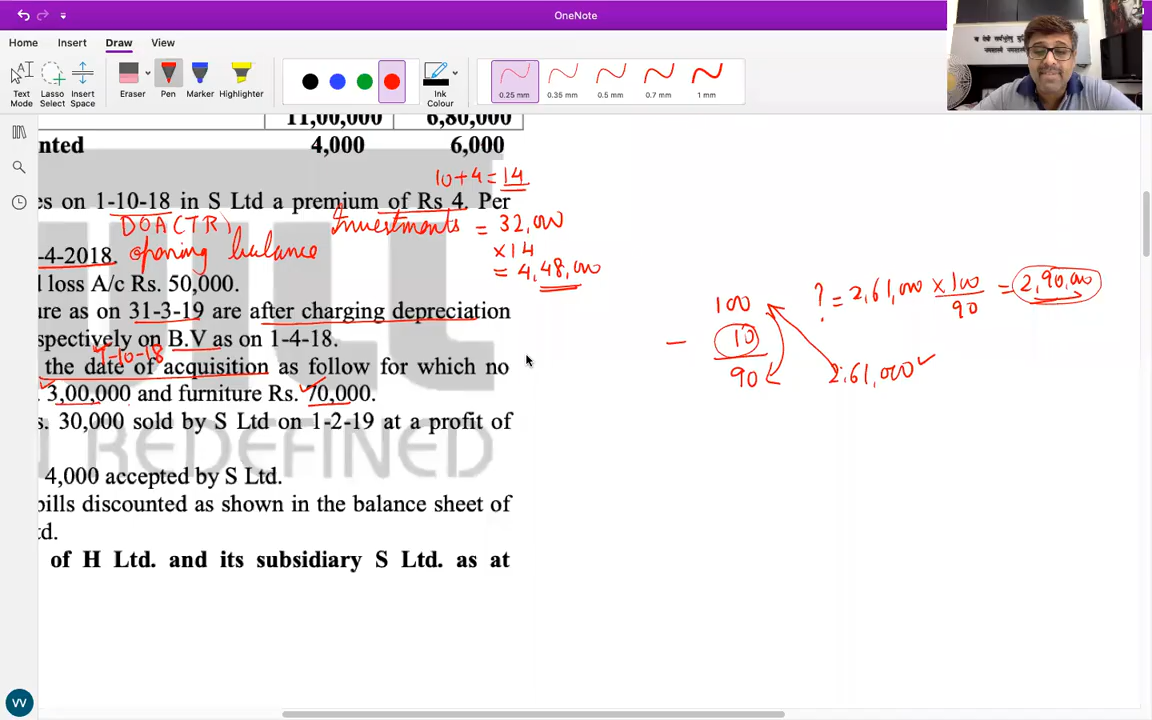 OneNote
Home Insert Draw View
Text Mode
Lasso Select
Insert Space
Eraser
Pen
Marker
Highlighter
Ink Colour
0.25 mm
0.35 mm
0.5 mm
0.7 mm
1 mm
11,00,000 6,80,000
nted 4,000 6,000
10+4 = 14
es on 1-10-18 in S Ltd a premium of Rs 4. Per
DOA (TR) Investments = 32,000
×14
= 4,48,000
-4-2018. opening balance
d loss A/c Rs. 50,000.
ure as on 31-3-19 are after charging depreciation
spectively on B.V as on 1-4-18.
1-10-18
the date of acquisition as follow for which no
3,00,000 and furniture Rs. 70,000.
s. 30,000 sold by S Ltd on 1-2-19 at a profit of
REDEFINED
4,000 accepted by S Ltd.
bills discounted as shown in the balance sheet of
td.
of H Ltd. and its subsidiary S Ltd. as at
100
- 10
90
? = 2,61,000 × 100/90 = 2,90,000
2,61,000
VV